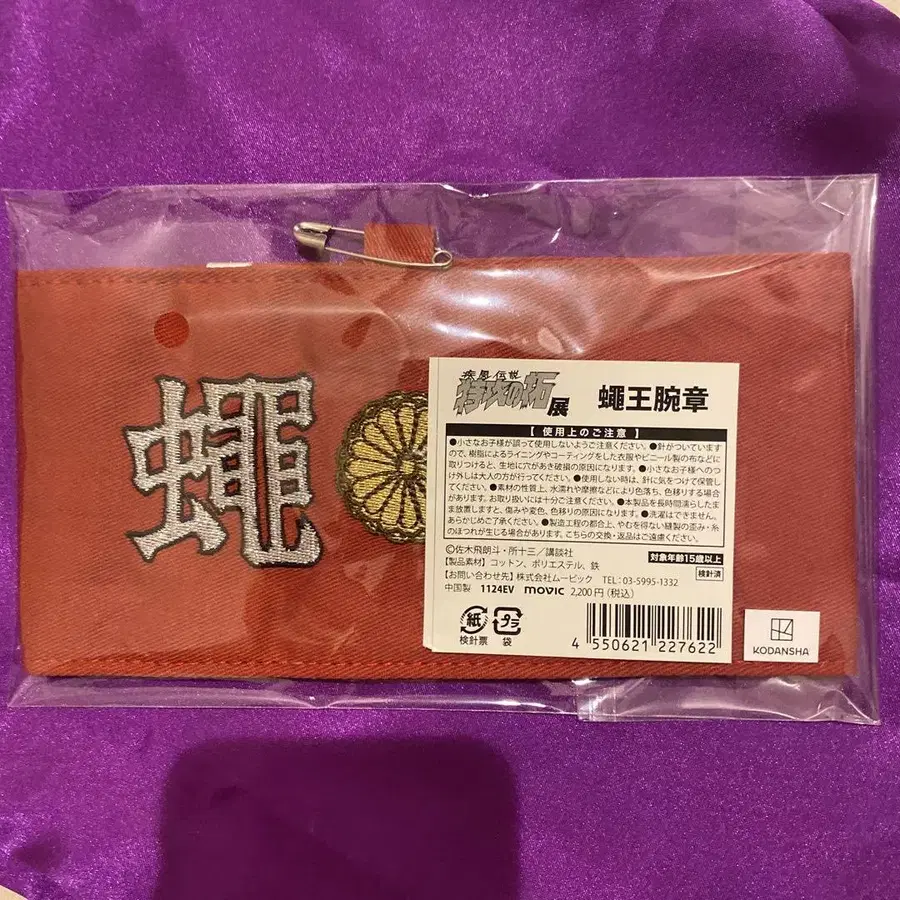 蠅
疾風伝説
特攻の拓展
蠅王腕章
【 使用上のご注意 】
●小さなお子様が誤って使用しないようご注意ください。●針がついていますので、樹脂によるライニングやコーティングをした衣服やビニール製の布などに
取りつけると、生地に穴があき破損の原因になります。●小さなお子様へのつ
け外しは大人の方が行ってください。●使用しない時は、針に気をつけて保管し
てください。●素材の性質上、水濡れや摩擦などにより色落ち、色移りする場合
があります。お取り扱いには十分ご注意ください。●本製品を長時間濡らしたま
ま放置しますと、傷みや変色、色移りの原因になります。●洗濯はできません。
あらかじめご了承ください。●製造工程の都合上、やむを得ない縫製の歪み・糸
のほつれが生じる場合があります。こちらの交換・返品はご遠慮ください。
©佐木飛朗斗・所十三／講談社
対象年齢15歳以上
【製品素材】コットン、ポリエステル、鉄
検針済
【お問い合わせ先】株式会社ムービック TEL：03-5995-1332
中国製 1124EV movic 2,200円（税込）
紙 検針票
プラ 袋
4 550621 227622
KODANSHA